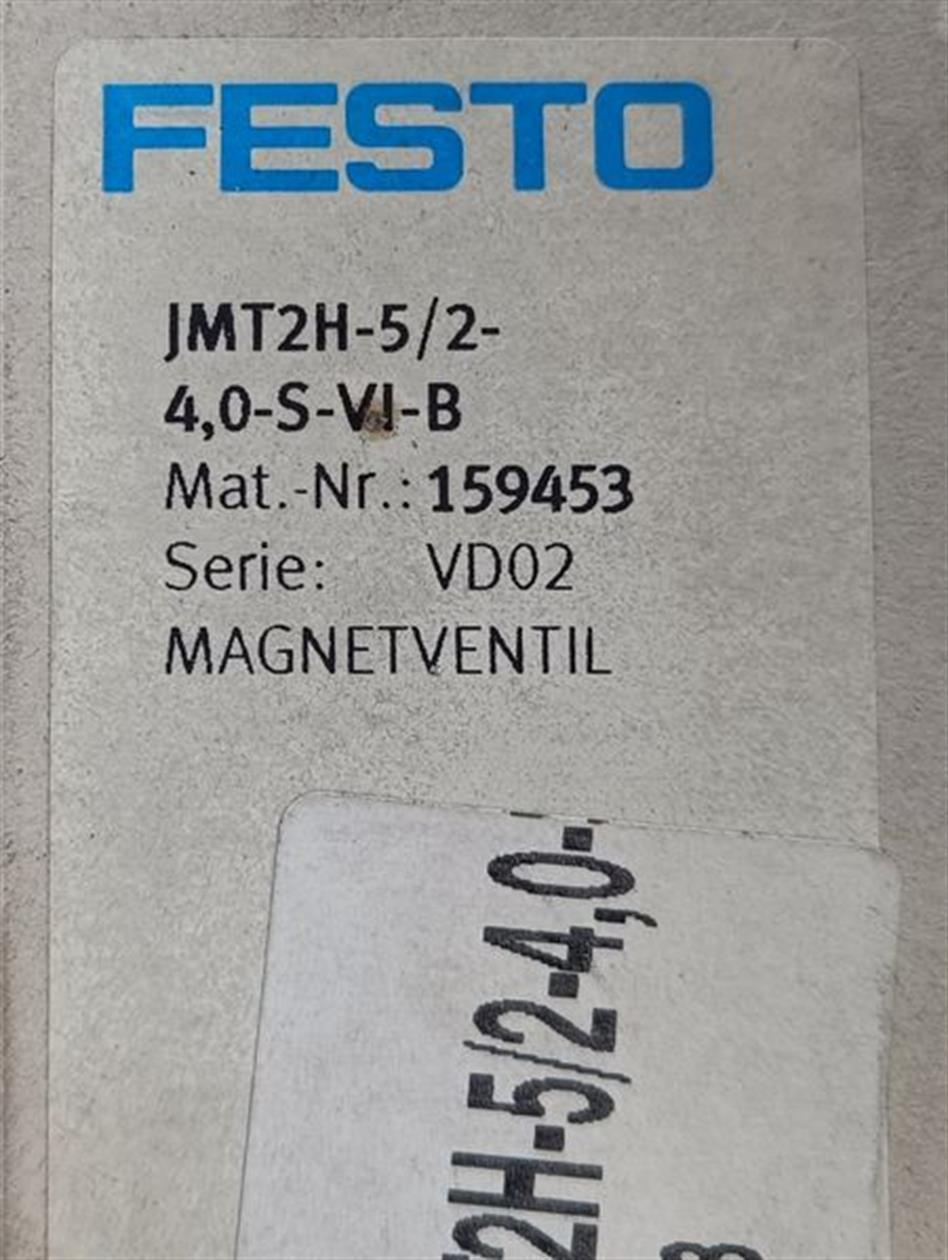 FESTO
JMT2H-5/2-
4,0-S-VI-B
Mat.-Nr.: 159453
Serie: VD02
MAGNETVENTIL
2H-5/2-4,0-